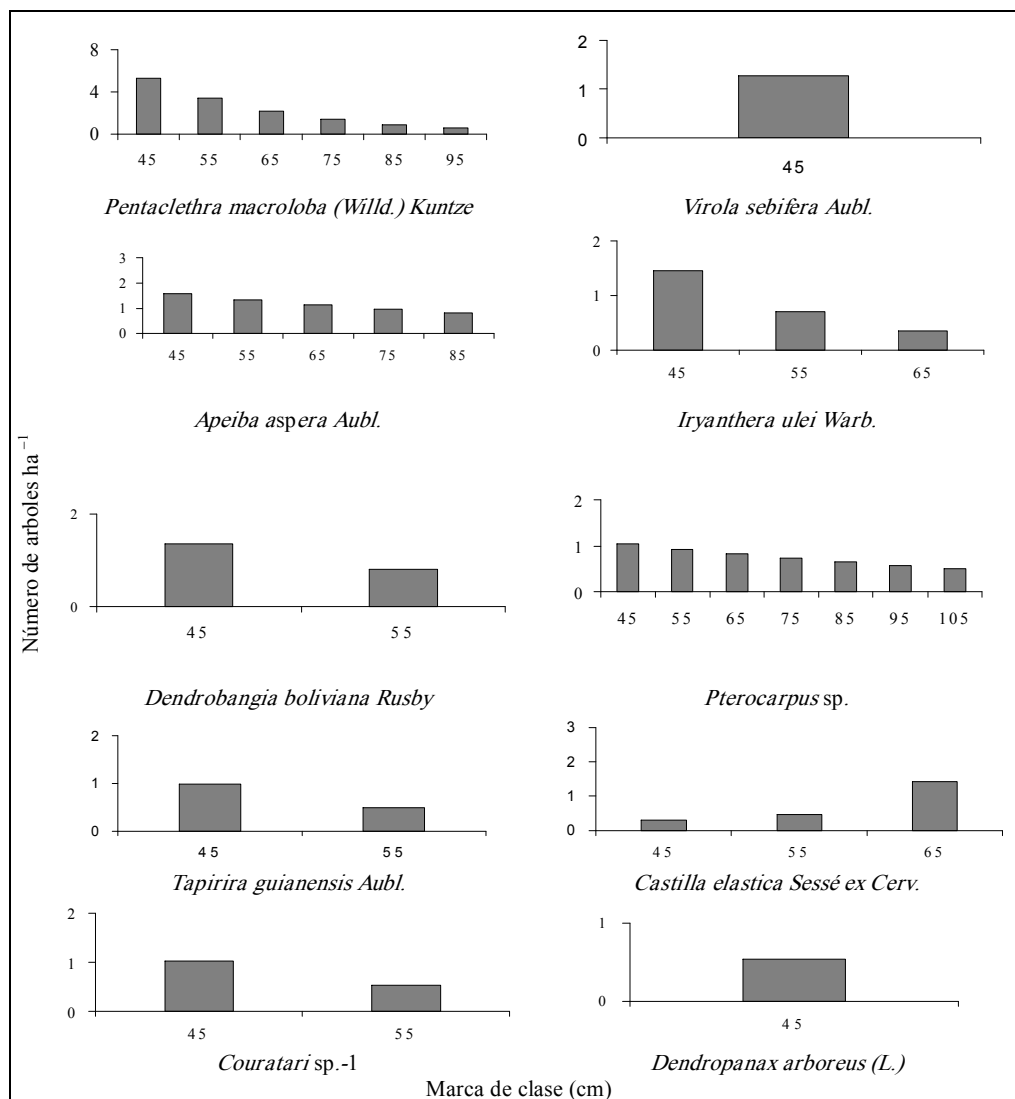 8
4
0
45 55 65 75 85 95
Pentaclethra macroloba (Willd.) Kuntze
2
1
0
45
Virola sebifera Aubl.
3
2
1
0
45 55 65 75 85
Apeiba aspera Aubl.
2
1
0
45 55 65
Iryanthera ulei Warb.
Número de arboles ha⁻¹
2
1
0
45 55
Dendrobangia boliviana Rusby
2
1
0
45 55 65 75 85 95 105
Pterocarpus sp.
2
1
0
45 55
Tapirira guianensis Aubl.
3
2
1
0
45 55 65
Castilla elastica Sessé ex Cerv.
2
1
0
45 55
Couratari sp.-1
1
0
45
Dendropanax arboreus (L.)
Marca de clase (cm)